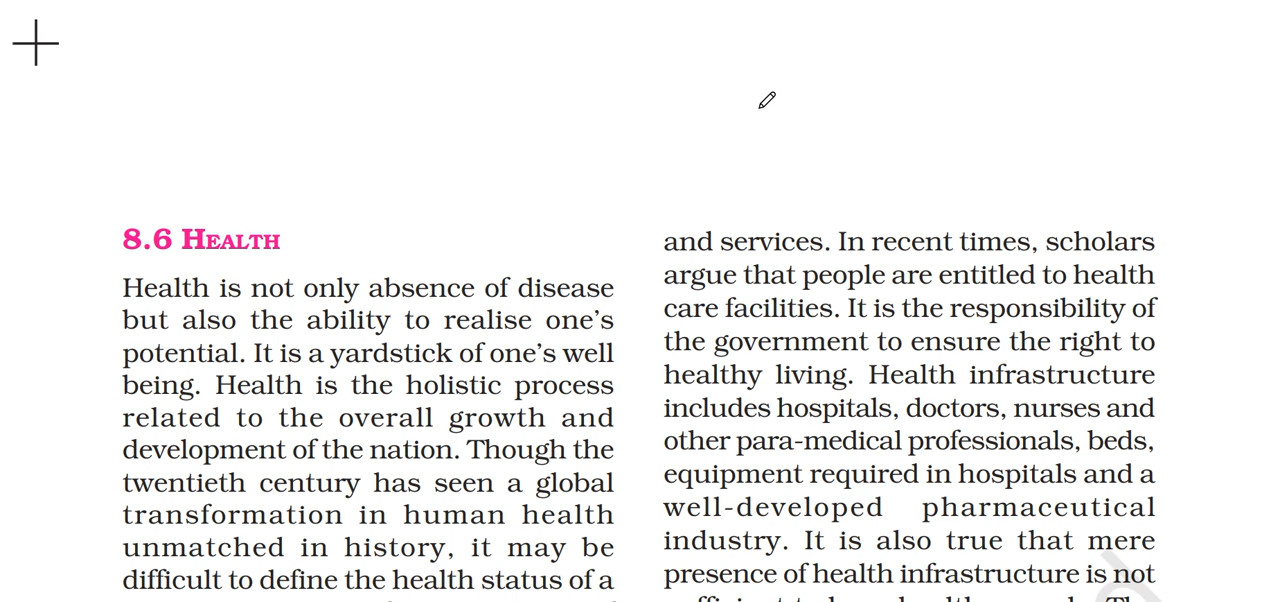 8.6 HEALTH
Health is not only absence of disease
but also the ability to realise one's
potential. It is a yardstick of one's well
being. Health is the holistic process
related to the overall growth and
development of the nation. Though the
twentieth century has seen a global
transformation in human health
unmatched in history, it may be
difficult to define the health status of a
and services. In recent times, scholars
argue that people are entitled to health
care facilities. It is the responsibility of
the government to ensure the right to
healthy living. Health infrastructure
includes hospitals, doctors, nurses and
other para-medical professionals, beds,
equipment required in hospitals and a
well-developed pharmaceutical
industry. It is also true that mere
presence of health infrastructure is not